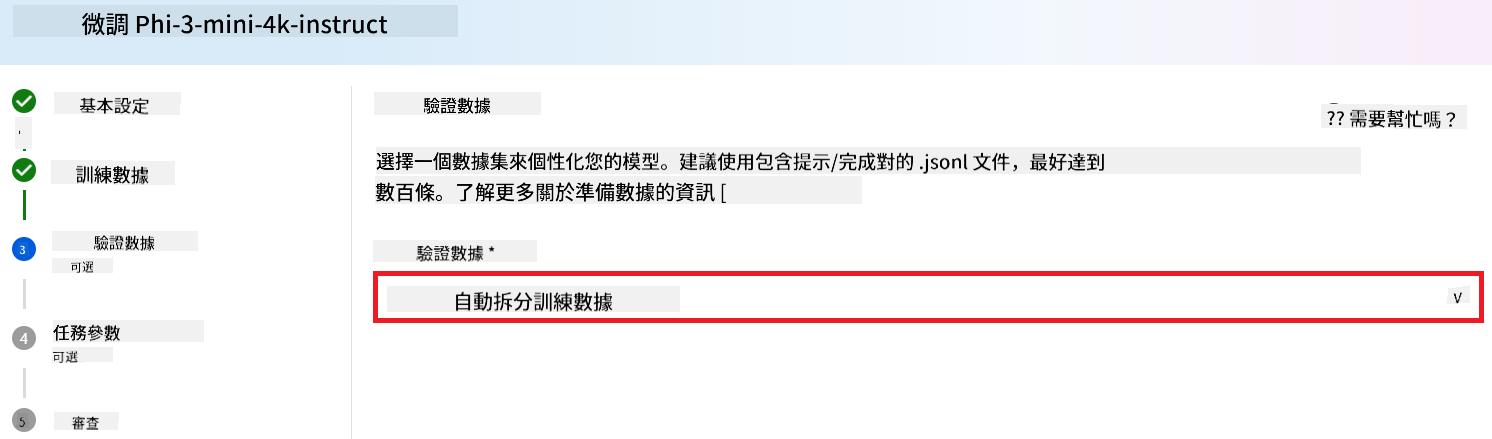 微調 Phi-3-mini-4k-instruct
基本設定
訓練數據
3
驗證數據
可選
4
任務參數
可選
5
審查
驗證數據
?? 需要幫忙嗎？
選擇一個數據集來個性化您的模型。建議使用包含提示/完成對的 .jsonl 文件，最好達到
數百條。了解更多關於準備數據的資訊 [
驗證數據 *
自動拆分訓練數據
V